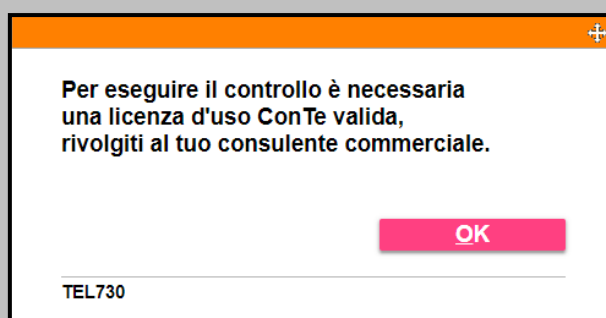 Per eseguire il controllo è necessaria
una licenza d'uso ConTe valida,
rivolgiti al tuo consulente commerciale.
OK
TEL730